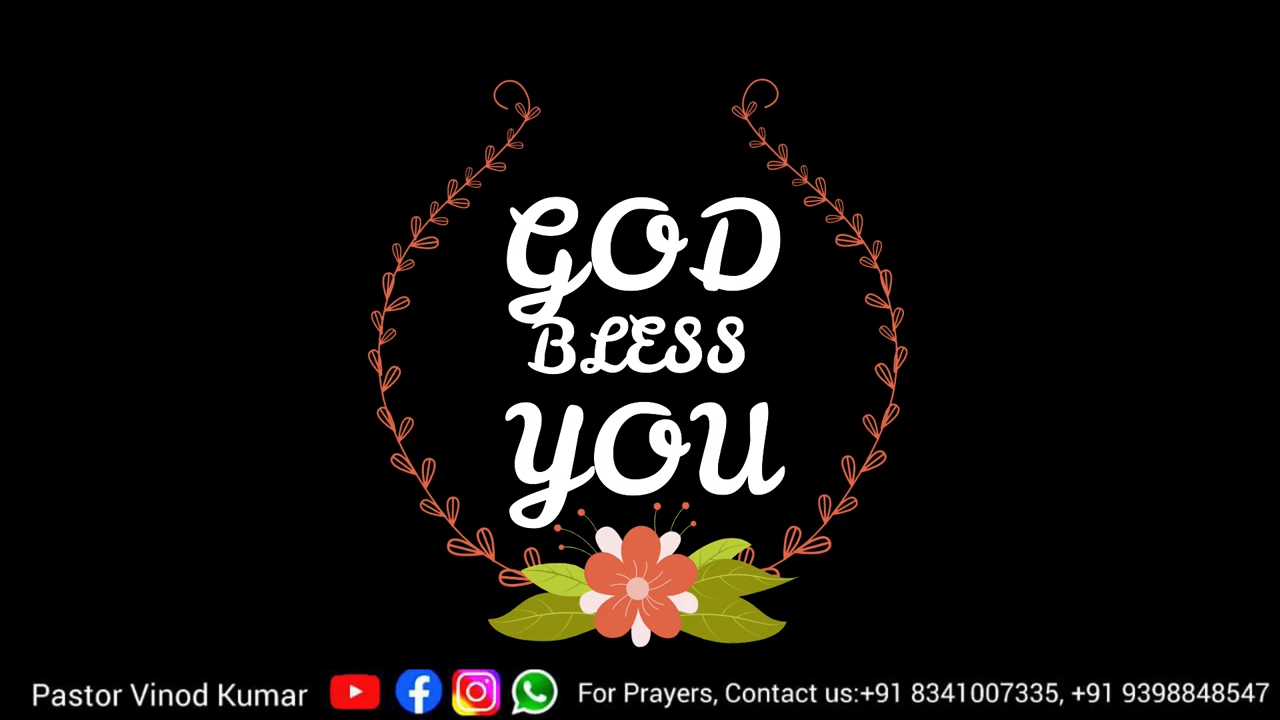 GOD
BLESS
YOU
Pastor Vinod Kumar For Prayers, Contact us:+91 8341007335, +91 9398848547